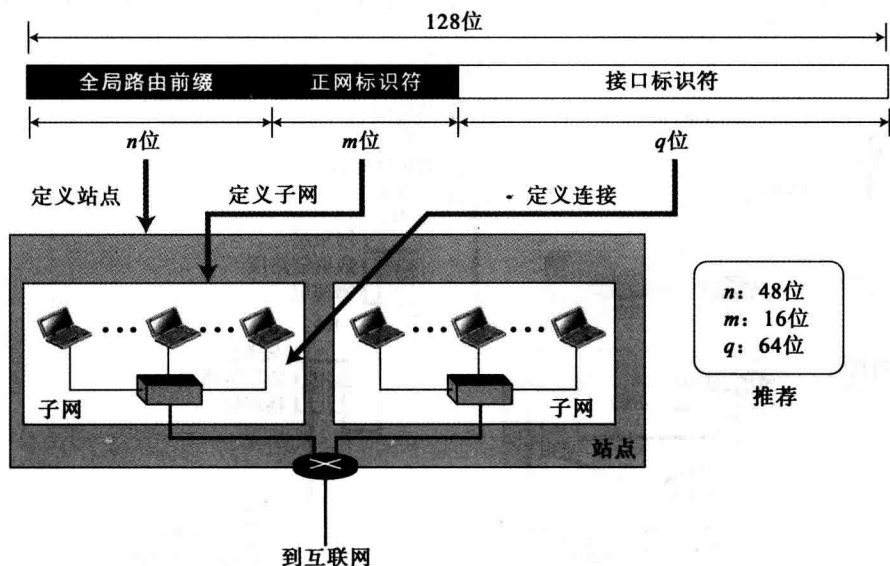 128位
全局路由前缀 正网标识符 接口标识符
n位 m位 q位
定义站点 定义子网 定义连接
子网 子网
站点
n：48位
m：16位
q：64位
推荐
到互联网